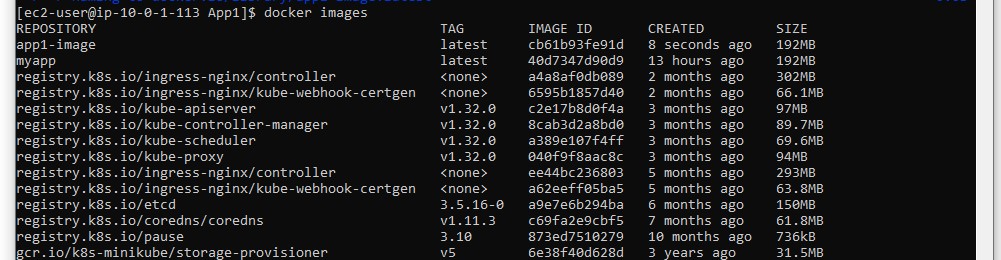 [ec2-user@ip-10-0-1-113 App1]$ docker images
REPOSITORY TAG IMAGE ID CREATED SIZE
app1-image latest cb61b93fe91d 8 seconds ago 192MB
myapp latest 40d7347d90d9 13 hours ago 192MB
registry.k8s.io/ingress-nginx/controller <none> a4a8af0db089 2 months ago 302MB
registry.k8s.io/ingress-nginx/kube-webhook-certgen <none> 6595b1857d40 2 months ago 66.1MB
registry.k8s.io/kube-apiserver v1.32.0 c2e17b8d0f4a 3 months ago 97MB
registry.k8s.io/kube-controller-manager v1.32.0 8cab3d2a8bd0 3 months ago 89.7MB
registry.k8s.io/kube-scheduler v1.32.0 a389e107f4ff 3 months ago 69.6MB
registry.k8s.io/kube-proxy v1.32.0 040f9f8aac8c 3 months ago 94MB
registry.k8s.io/ingress-nginx/controller <none> ee44bc236803 5 months ago 293MB
registry.k8s.io/ingress-nginx/kube-webhook-certgen <none> a62eeff05ba5 5 months ago 63.8MB
registry.k8s.io/etcd 3.5.16-0 a9e7e6b294ba 6 months ago 150MB
registry.k8s.io/coredns/coredns v1.11.3 c69fa2e9cbf5 7 months ago 61.8MB
registry.k8s.io/pause 3.10 873ed7510279 10 months ago 736kB
gcr.io/k8s-minikube/storage-provisioner v5 6e38f40d628d 3 years ago 31.5MB